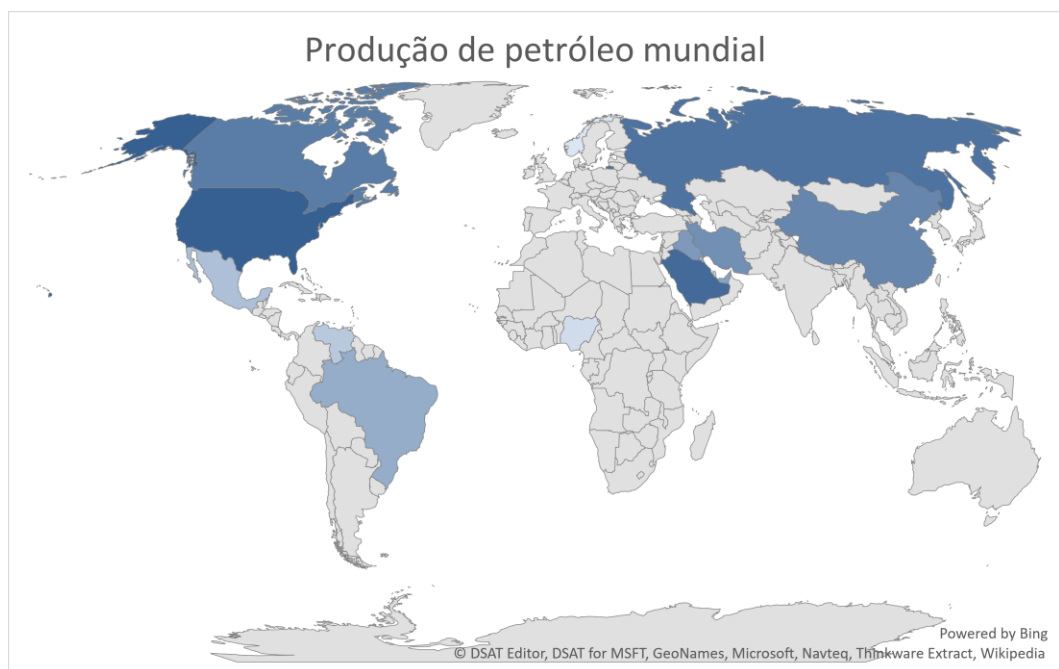 Produção de petróleo mundial
Powered by Bing
© DSAT Editor, DSAT for MSFT, GeoNames, Microsoft, Navteq, Thinkware Extract, Wikipedia